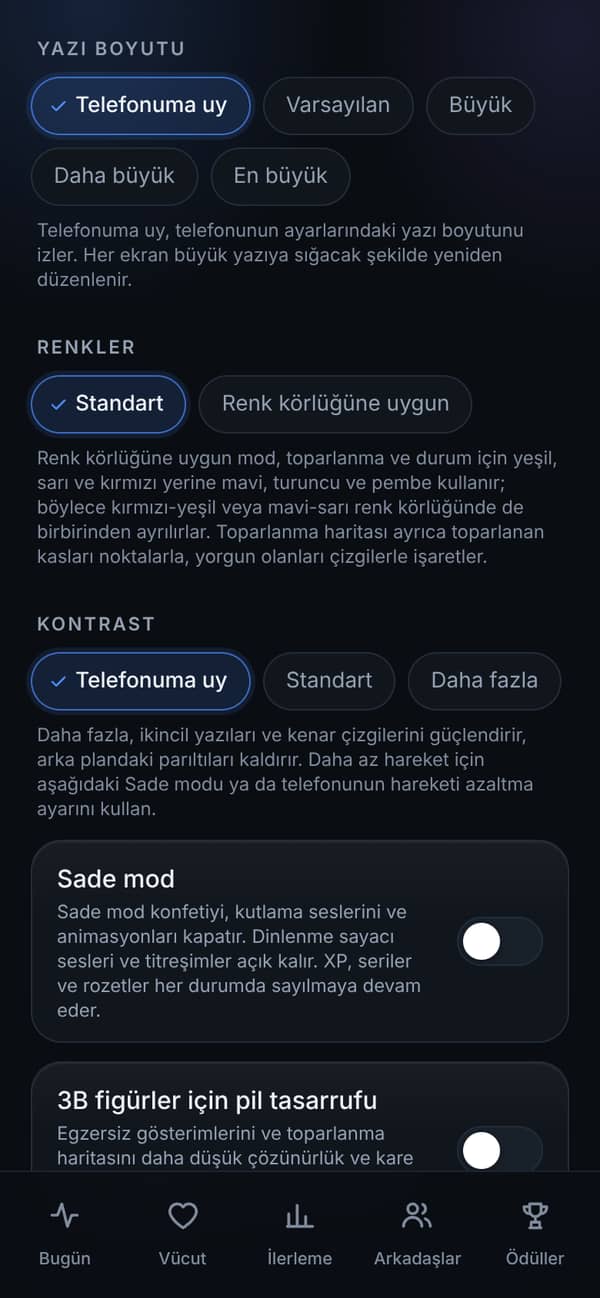 YAZI BOYUTU
Telefonuma uy
Varsayılan
Büyük
Daha büyük
En büyük
Telefonuma uy, telefonunun ayarlarındaki yazı boyutunu
izler. Her ekran büyük yazıya sığacak şekilde yeniden
düzenlenir.
RENKLER
Standart
Renk körlüğüne uygun
Renk körlüğüne uygun mod, toparlanma ve durum için yeşil,
sarı ve kırmızı yerine mavi, turuncu ve pembe kullanır;
böylece kırmızı-yeşil veya mavi-sarı renk körlüğünde de
birbirinden ayrılırlar. Toparlanma haritası ayrıca toparlanan
kasları noktalarla, yorgun olanları çizgilerle işaretler.
KONTRAST
Telefonuma uy
Standart
Daha fazla
Daha fazla, ikincil yazıları ve kenar çizgilerini güçlendirir,
arka plandaki parıltıları kaldırır. Daha az hareket için
aşağıdaki Sade modu ya da telefonunun hareketi azaltma
ayarını kullan.
Sade mod
Sade mod konfetiyi, kutlama seslerini ve
animasyonları kapatır. Dinlenme sayacı
sesleri ve titreşimler açık kalır. XP, seriler
ve rozetler her durumda sayılmaya devam
eder.
3B figürler için pil tasarrufu
Egzersiz gösterimlerini ve toparlanma
haritasını daha düşük çözünürlük ve kare
Bugün
Vücut
İlerleme
Arkadaşlar
Ödüller